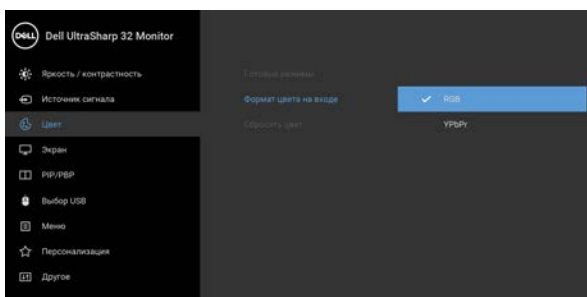 DELL Dell UltraSharp 32 Monitor
Яркость / контрастность
Готовые режимы
Источник сигнала
Формат цвета на входе
RGB
Цвет
Сбросить цвет
YPbPr
Экран
PIP/PBP
Выбор USB
Меню
Персонализация
Другое